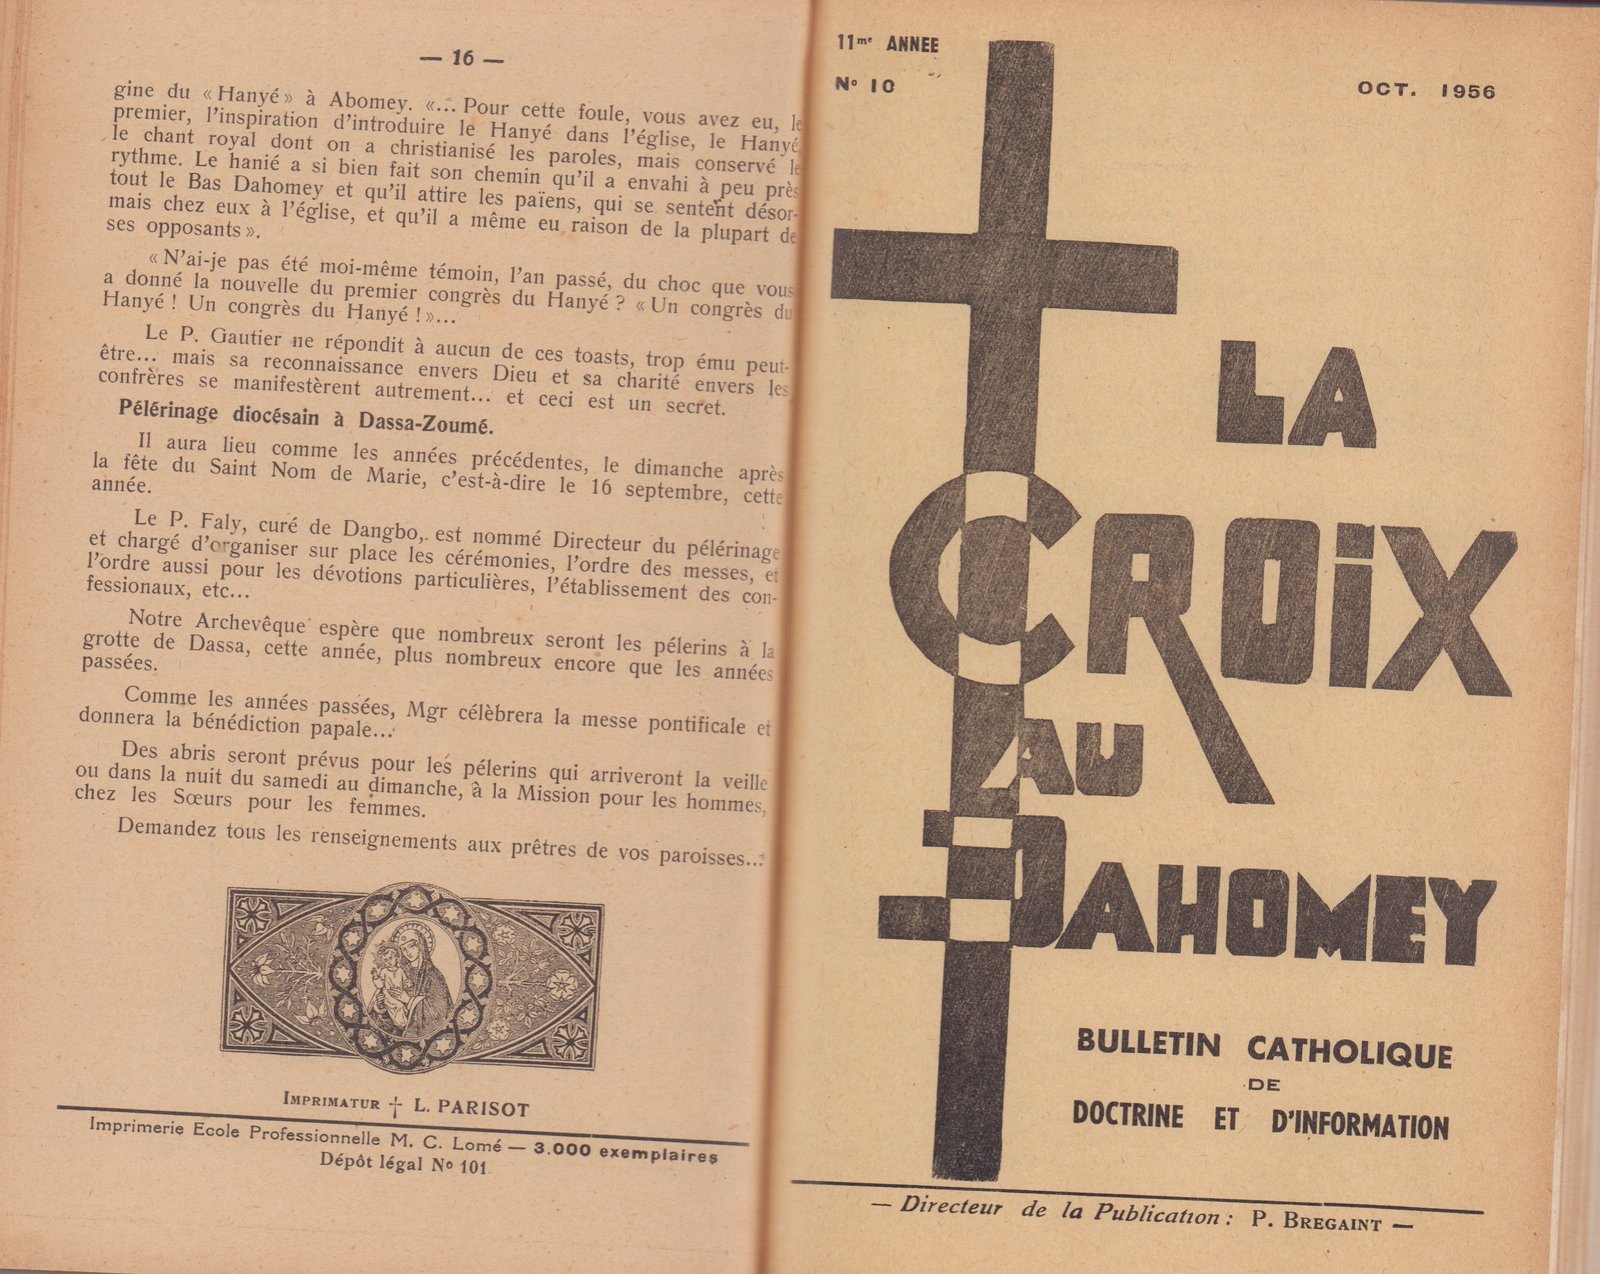 — 16 —
gine du « Hanyé » à Abomey. «... Pour cette foule, vous avez eu, le
premier, l'inspiration d'introduire le Hanyé dans l'église, le Hanyé,
le chant royal dont on a christianisé les paroles, mais conservé le
rythme. Le hanié a si bien fait son chemin qu'il a envahi à peu près
tout le Bas Dahomey et qu'il attire les païens, qui se sentent désor-
mais chez eux à l'église, et qu'il a même eu raison de la plupart de
ses opposants ».
« N'ai-je pas été moi-même témoin, l'an passé, du choc que vous
a donné la nouvelle du premier congrès du Hanyé ? « Un congrès du
Hanyé ! Un congrès du Hanyé ! »...
Le P. Gautier ne répondit à aucun de ces toasts, trop ému peut-
être... mais sa reconnaissance envers Dieu et sa charité envers les
confrères se manifestèrent autrement... et ceci est un secret.
Pélérinage diocésain à Dassa-Zoumé.
Il aura lieu comme les années précédentes, le dimanche après
la fête du Saint Nom de Marie, c'est-à-dire le 16 septembre, cette
année.
Le P. Faly, curé de Dangbo, est nommé Directeur du pélérinage
et chargé d'organiser sur place les cérémonies, l'ordre des messes, et
l'ordre aussi pour les dévotions particulières, l'établissement des con-
fessionaux, etc...
Notre Archevêque espère que nombreux seront les pélerins à la
grotte de Dassa, cette année, plus nombreux encore que les années
passées.
Comme les années passées, Mgr célèbrera la messe pontificale et
donnera la bénédiction papale...
Des abris seront prévus pour les pélerins qui arriveront la veille
ou dans la nuit du samedi au dimanche, à la Mission pour les hommes,
chez les Sœurs pour les femmes.
Demandez tous les renseignements aux prêtres de vos paroisses...
IMPRIMATUR † L. PARISOT
Imprimerie Ecole Professionnelle M. C. Lomé — 3.000 exemplaires
Dépôt légal N° 101
11me ANNEE
N° 10
OCT. 1956
LA
CROIX
AU
DAHOMEY
BULLETIN CATHOLIQUE
DE
DOCTRINE ET D'INFORMATION
— Directeur de la Publication : P. BREGAINT —